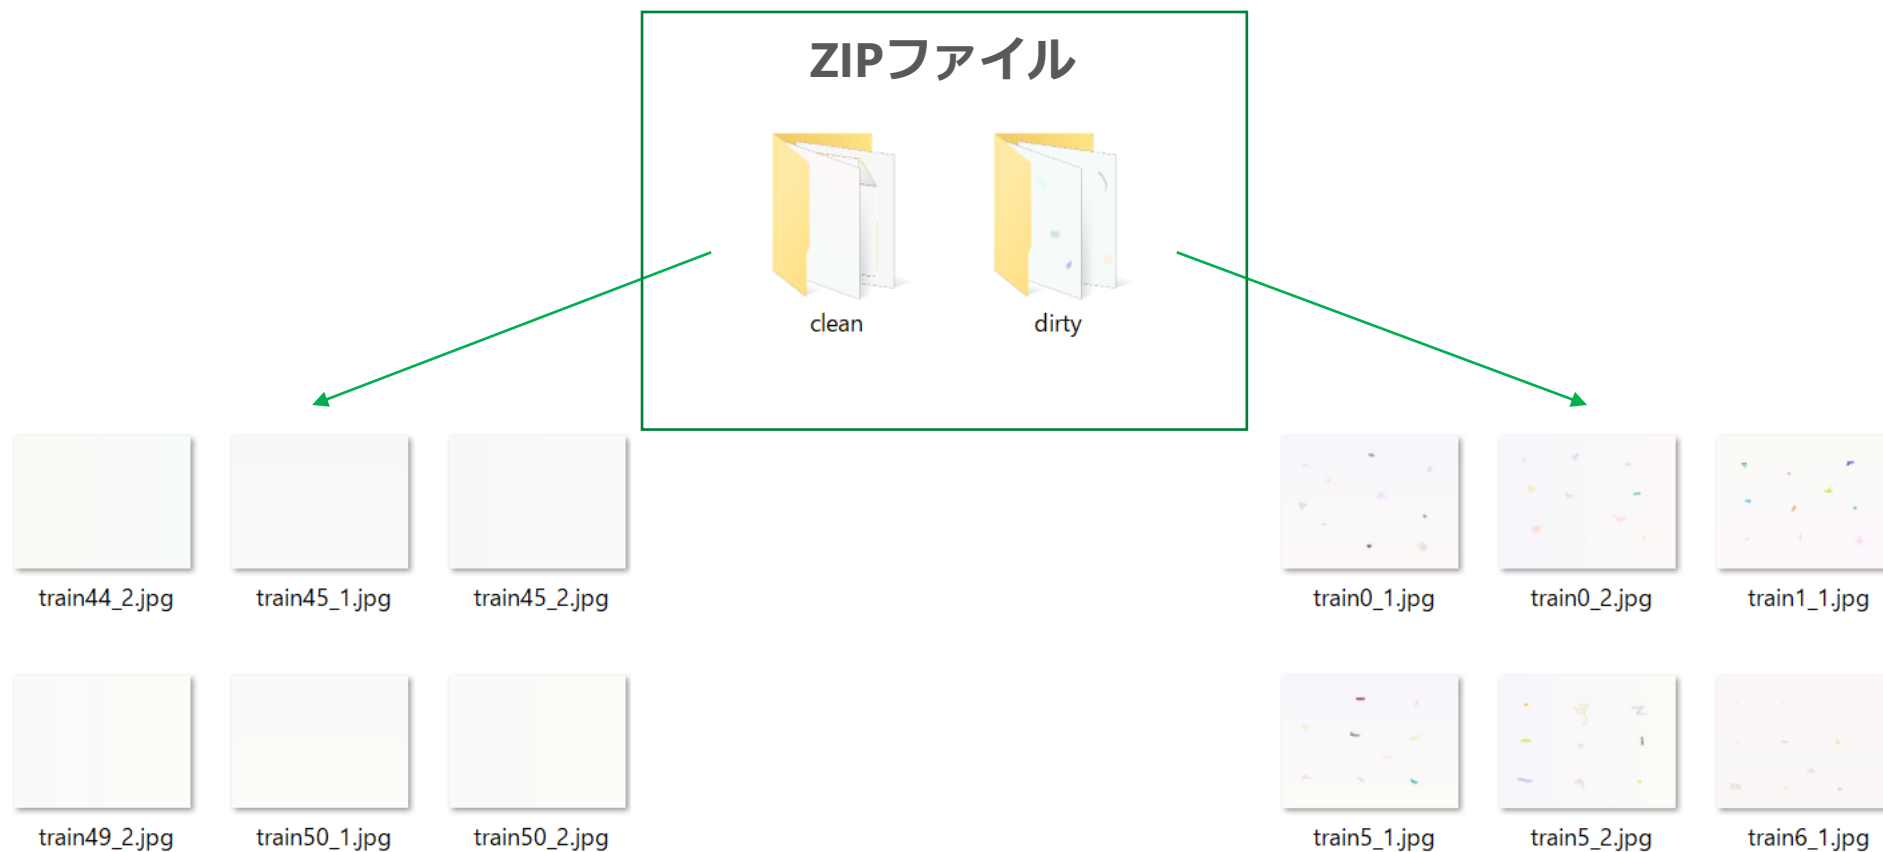 ZIPファイル
clean
dirty
train44_2.jpg
train45_1.jpg
train45_2.jpg
train49_2.jpg
train50_1.jpg
train50_2.jpg
train0_1.jpg
train0_2.jpg
train1_1.jpg
train5_1.jpg
train5_2.jpg
train6_1.jpg